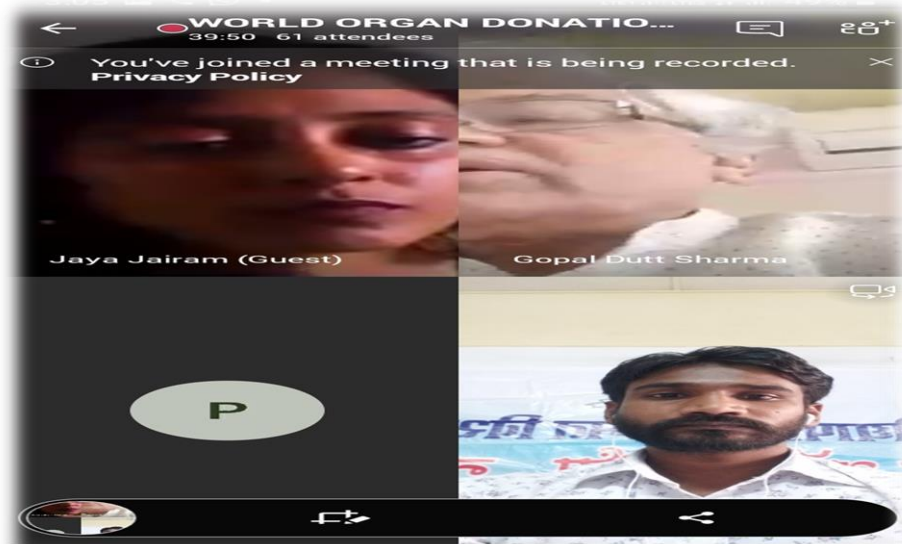 WORLD ORGAN DONATIO...
39:50 61 attendees
You've joined a meeting that is being recorded.
Privacy Policy
Jaya Jairam (Guest)
Gopal Dutt Sharma
P